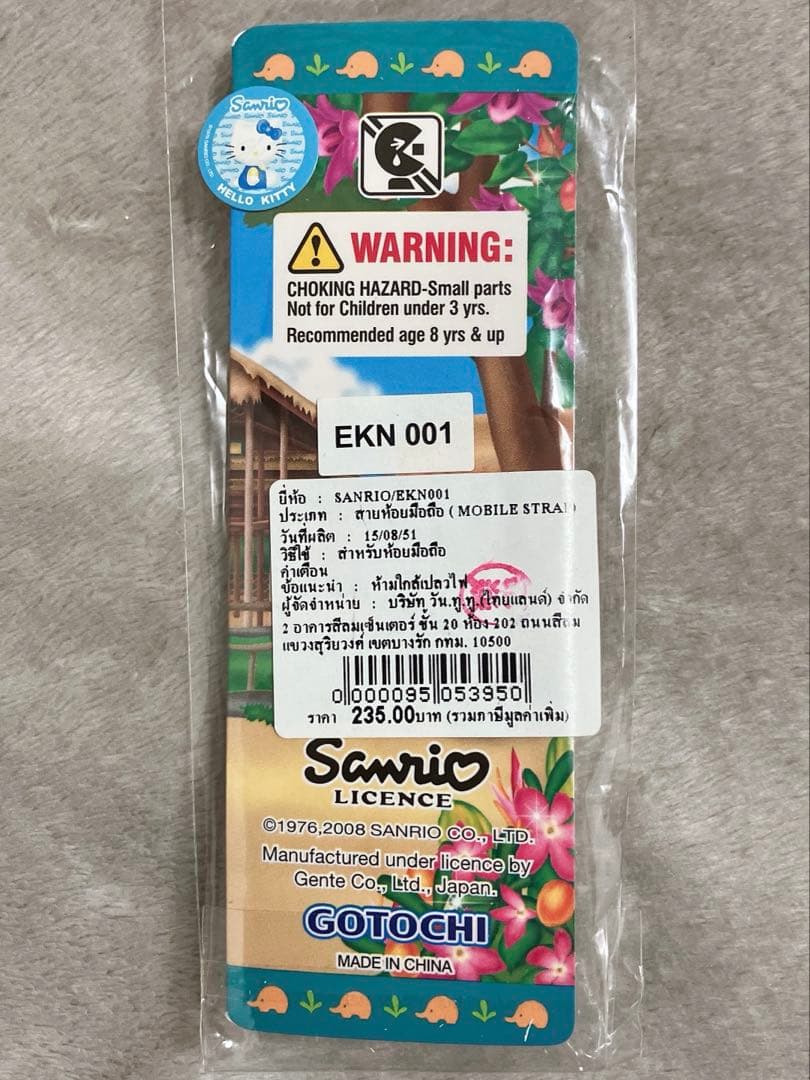 Sanrio
HELLO KITTY
WARNING:
CHOKING HAZARD-Small parts
Not for Children under 3 yrs.
Recommended age 8 yrs & up
EKN 001
ยี่ห้อ : SANRIO/EKN001
ประเภท : สายห้อยมือถือ ( MOBILE STRAP)
วันที่ผลิต : 15/08/51
วิธีใช้ : สำหรับห้อยมือถือ
คำเตือน
ข้อแนะนำ : ห้ามใกล้เปลวไฟ
ผู้จัดจำหน่าย : บริษัท วัน.ทู.ทู.(ไทยแลนด์) จำกัด
2 อาคารสีลมเซ็นเตอร์ ชั้น 20 ห้อง 202 ถนนสีลม
แขวงสุริยวงค์ เขตบางรัก กทม. 10500
0 000095 053950
ราคา 235.00บาท (รวมภาษีมูลค่าเพิ่ม)
Sanrio
LICENCE
©1976,2008 SANRIO CO., LTD.
Manufactured under licence by
Gente Co., Ltd., Japan.
GOTOCHI
MADE IN CHINA